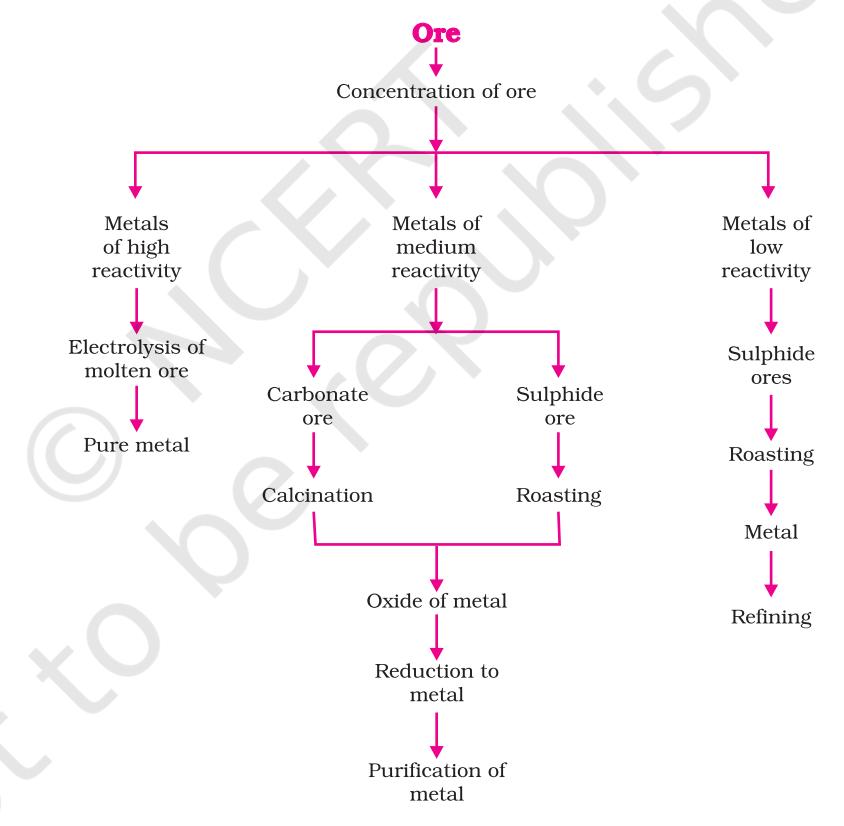 Ore
Concentration of ore
Metals
of high
reactivity
Metals of
medium
reactivity
Metals of
low
reactivity
Electrolysis of
molten ore
Pure metal
Carbonate
ore
Sulphide
ore
Calcination
Roasting
Oxide of metal
Reduction to
metal
Purification of
metal
Sulphide
ores
Roasting
Metal
Refining
© NCERT
t to be republishe